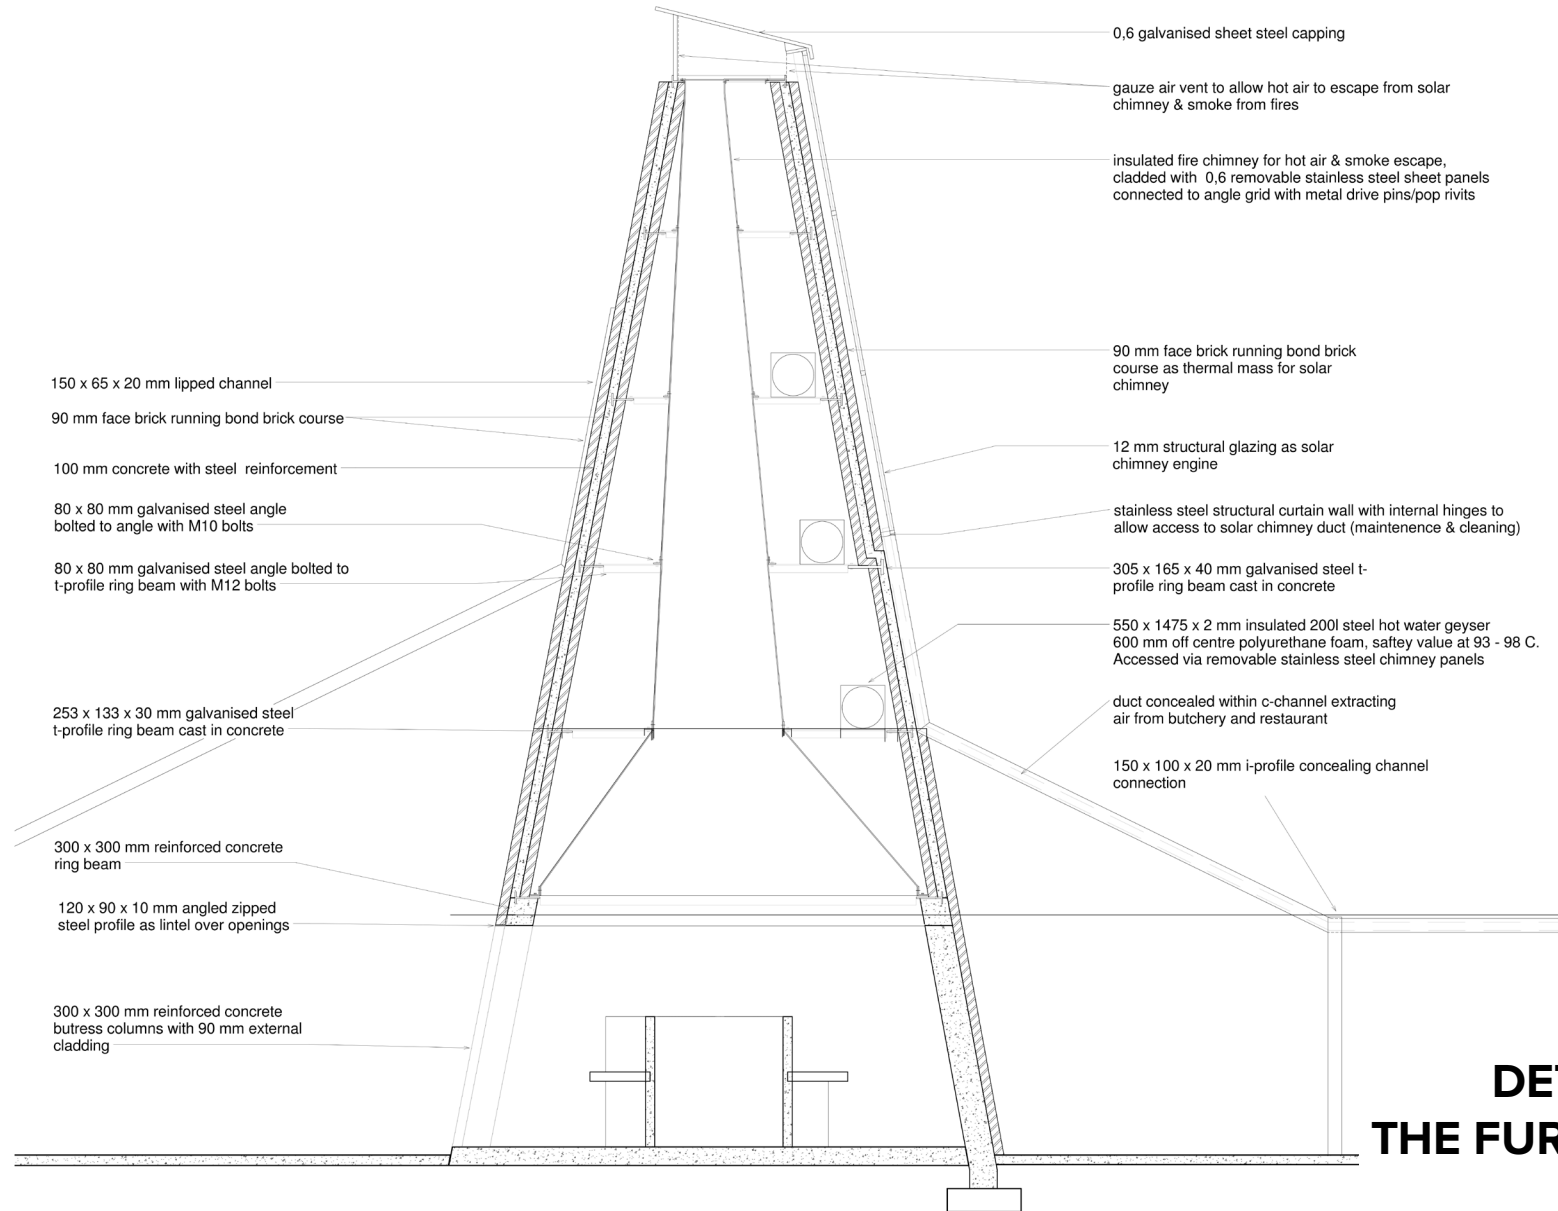 0,6 galvanised sheet steel capping
gauze air vent to allow hot air to escape from solar
chimney & smoke from fires
insulated fire chimney for hot air & smoke escape,
cladded with 0,6 removable stainless steel sheet panels
connected to angle grid with metal drive pins/pop rivits
90 mm face brick running bond brick
course as thermal mass for solar
chimney
12 mm structural glazing as solar
chimney engine
stainless steel structural curtain wall with internal hinges to
allow access to solar chimney duct (maintenence & cleaning)
305 x 165 x 40 mm galvanised steel t-
profile ring beam cast in concrete
550 x 1475 x 2 mm insulated 200l steel hot water geyser
600 mm off centre polyurethane foam, saftey value at 93 - 98 C.
Accessed via removable stainless steel chimney panels
duct concealed within c-channel extracting
air from butchery and restaurant
150 x 100 x 20 mm i-profile concealing channel
connection
150 x 65 x 20 mm lipped channel
90 mm face brick running bond brick course
100 mm concrete with steel reinforcement
80 x 80 mm galvanised steel angle
bolted to angle with M10 bolts
80 x 80 mm galvanised steel angle bolted to
t-profile ring beam with M12 bolts
253 x 133 x 30 mm galvanised steel
t-profile ring beam cast in concrete
300 x 300 mm reinforced concrete
ring beam
120 x 90 x 10 mm angled zipped
steel profile as lintel over openings
300 x 300 mm reinforced concrete
butress columns with 90 mm external
cladding
DET
THE FUR